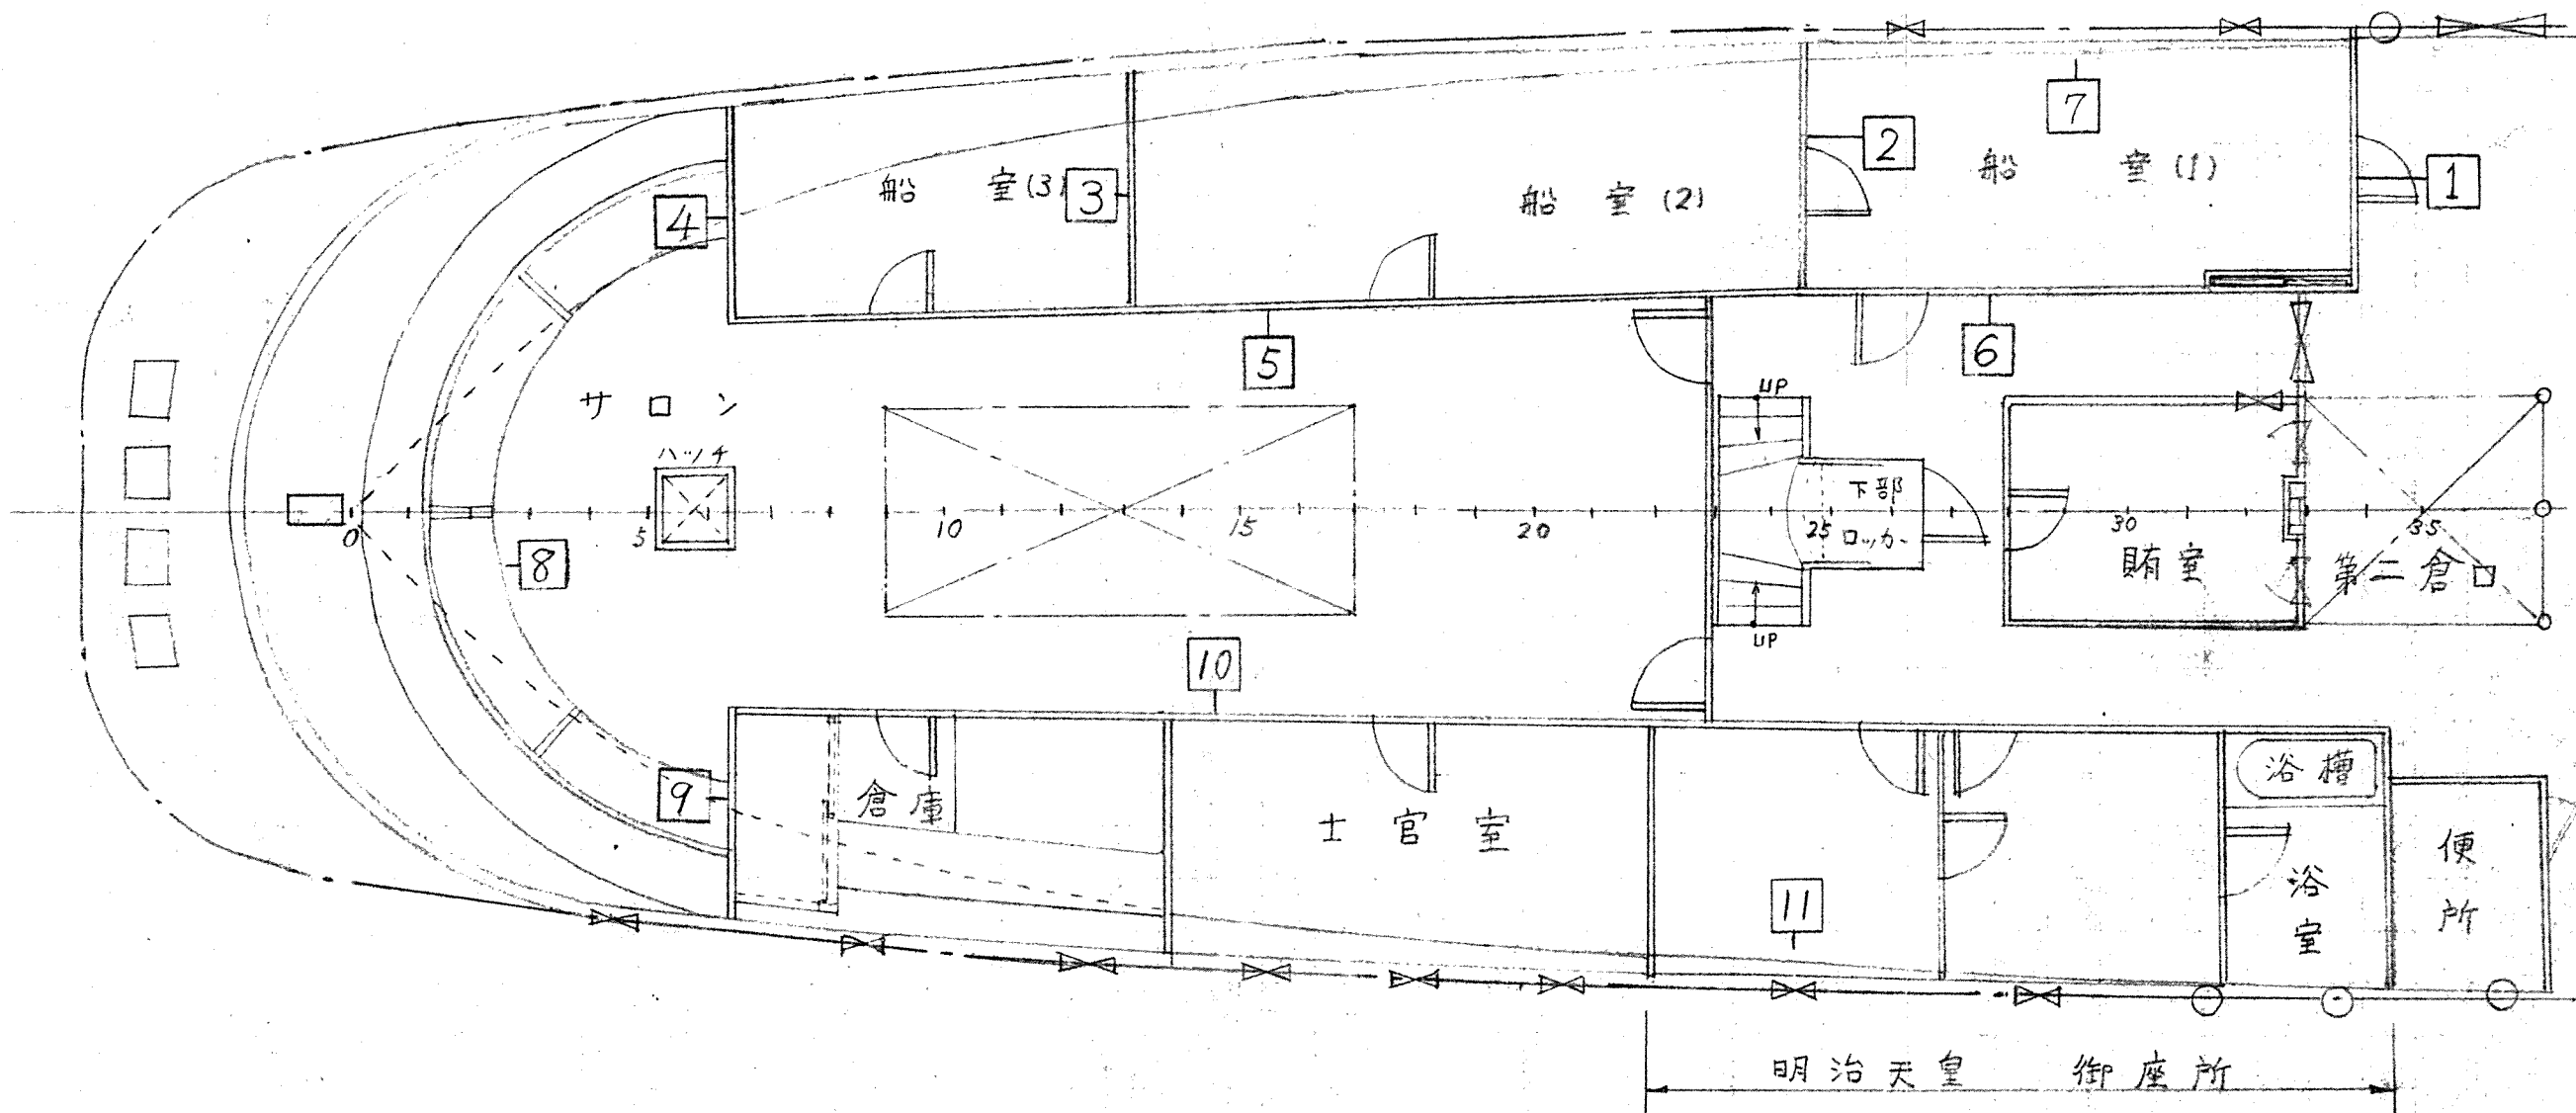 7
2
船 室(1)
1
船 室(3)
3
船 室(2)
4
5
6
サロン
UP
ハッチ
下部
ロッカー
0
5
10
15
20
25
30
35
8
賄室
第二倉口
UP
10
9
倉庫
士官室
浴槽
便所
浴室
11
明治天皇 御座所